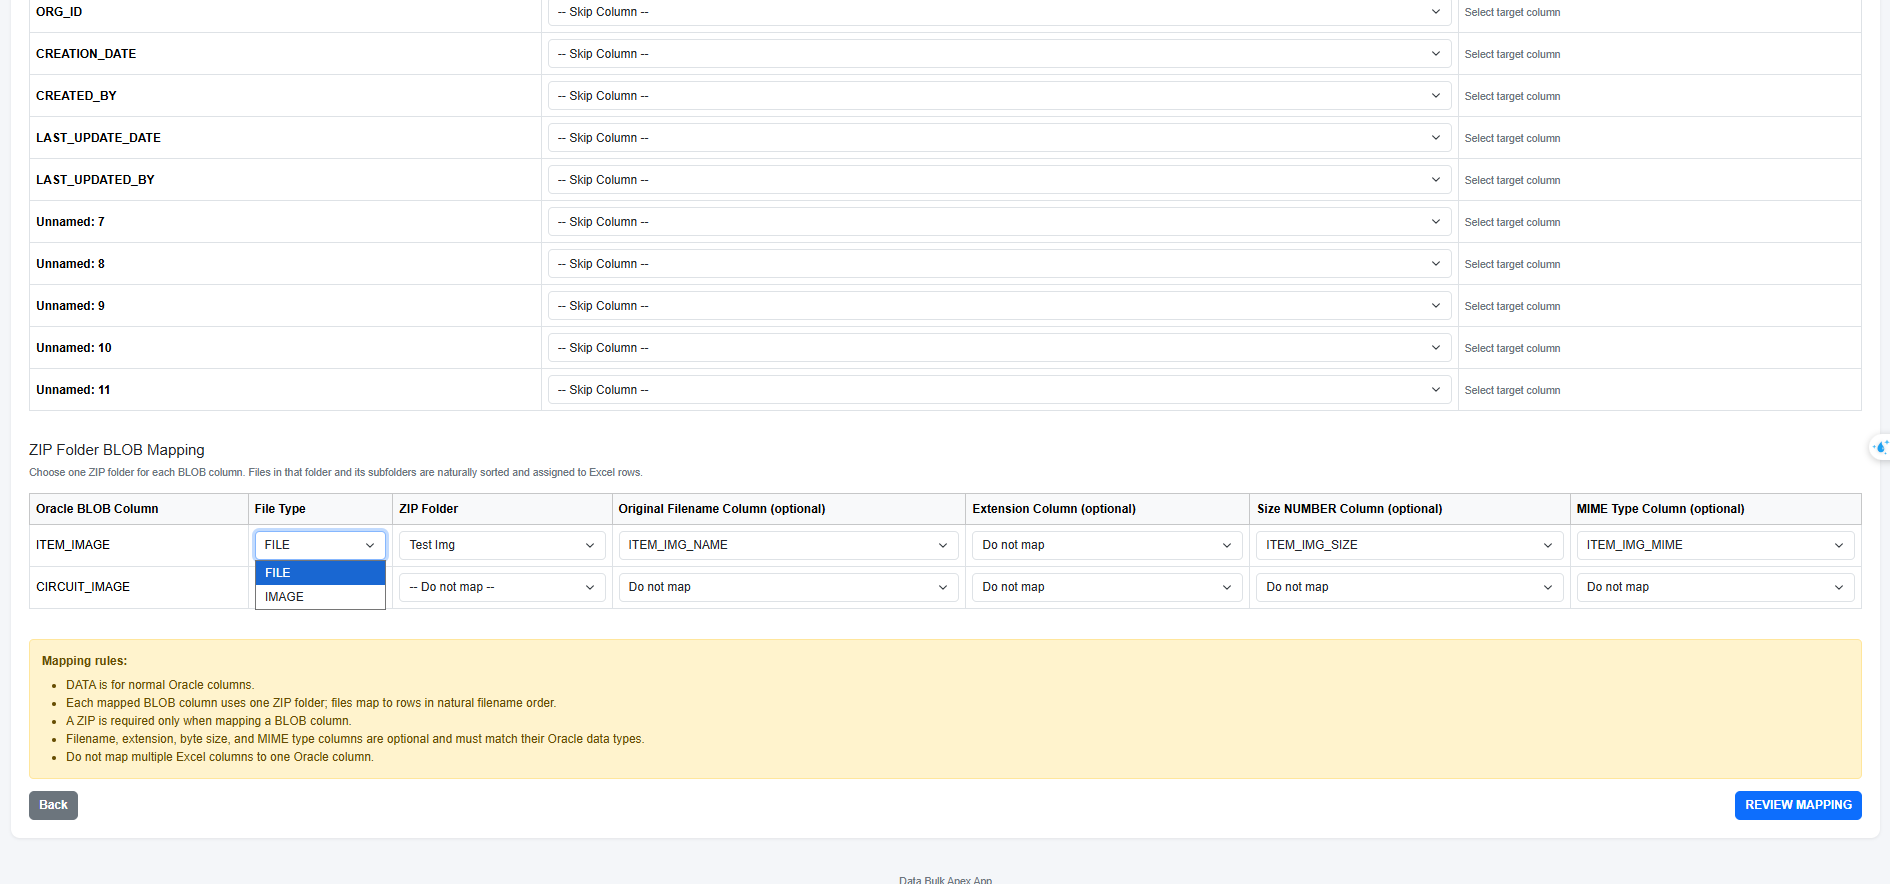 ORG_ID -- Skip Column -- Select target column
CREATION_DATE -- Skip Column -- Select target column
CREATED_BY -- Skip Column -- Select target column
LAST_UPDATE_DATE -- Skip Column -- Select target column
LAST_UPDATED_BY -- Skip Column -- Select target column
Unnamed: 7 -- Skip Column -- Select target column
Unnamed: 8 -- Skip Column -- Select target column
Unnamed: 9 -- Skip Column -- Select target column
Unnamed: 10 -- Skip Column -- Select target column
Unnamed: 11 -- Skip Column -- Select target column
ZIP Folder BLOB Mapping
Choose one ZIP folder for each BLOB column. Files in that folder and its subfolders are naturally sorted and assigned to Excel rows.
Oracle BLOB Column File Type ZIP Folder Original Filename Column (optional) Extension Column (optional) Size NUMBER Column (optional) MIME Type Column (optional)
ITEM_IMAGE FILE Test Img ITEM_IMG_NAME Do not map ITEM_IMG_SIZE ITEM_IMG_MIME
FILE
CIRCUIT_IMAGE -- Do not map -- Do not map Do not map Do not map Do not map
IMAGE
Mapping rules:
• DATA is for normal Oracle columns.
• Each mapped BLOB column uses one ZIP folder; files map to rows in natural filename order.
• A ZIP is required only when mapping a BLOB column.
• Filename, extension, byte size, and MIME type columns are optional and must match their Oracle data types.
• Do not map multiple Excel columns to one Oracle column.
Back REVIEW MAPPING
Data Bulk Apex App